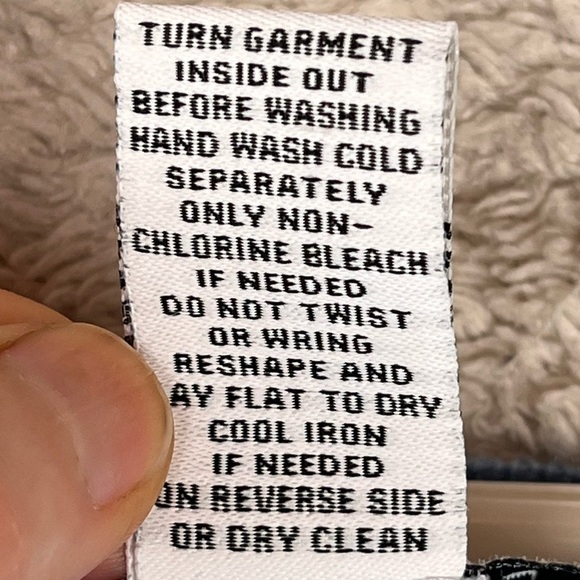 TURN GARMENT
INSIDE OUT
BEFORE WASHING
HAND WASH COLD
SEPARATELY
ONLY NON-
CHLORINE BLEACH
IF NEEDED
DO NOT TWIST
OR WRING
RESHAPE AND
AY FLAT TO DRY
COOL IRON
IF NEEDED
ON REVERSE SIDE
OR DRY CLEAN